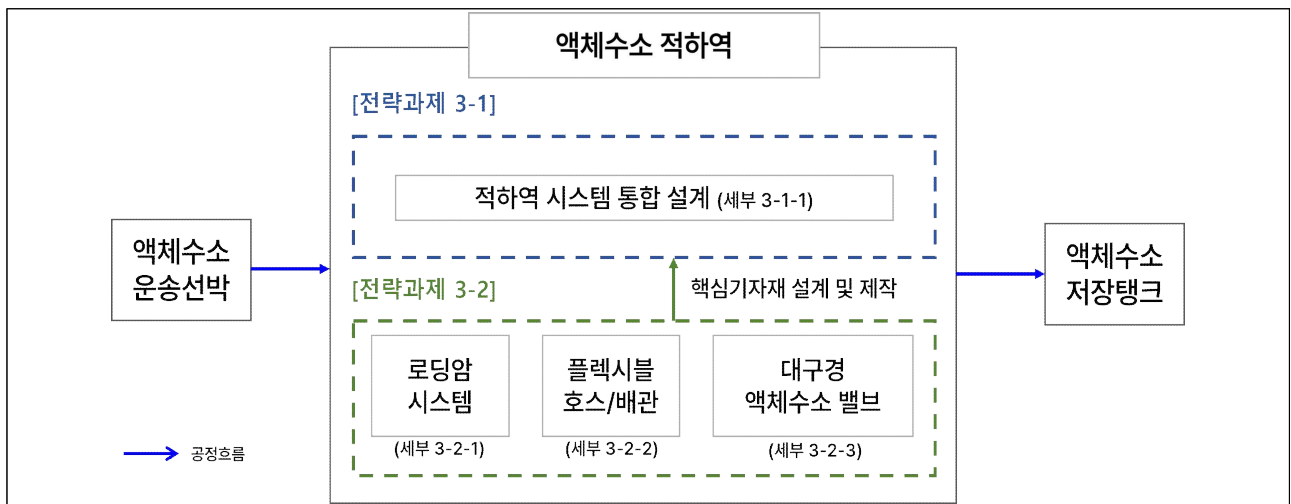 액체수소 적하역
[전략과제 3-1]
적하역 시스템 통합 설계 (세부 3-1-1)
액체수소
운송선박
액체수소
저장탱크
[전략과제 3-2]
핵심기자재 설계 및 제작
로딩암
시스템
(세부 3-2-1)
플렉시블
호스/배관
(세부 3-2-2)
대구경
액체수소 밸브
(세부 3-2-3)
공정흐름